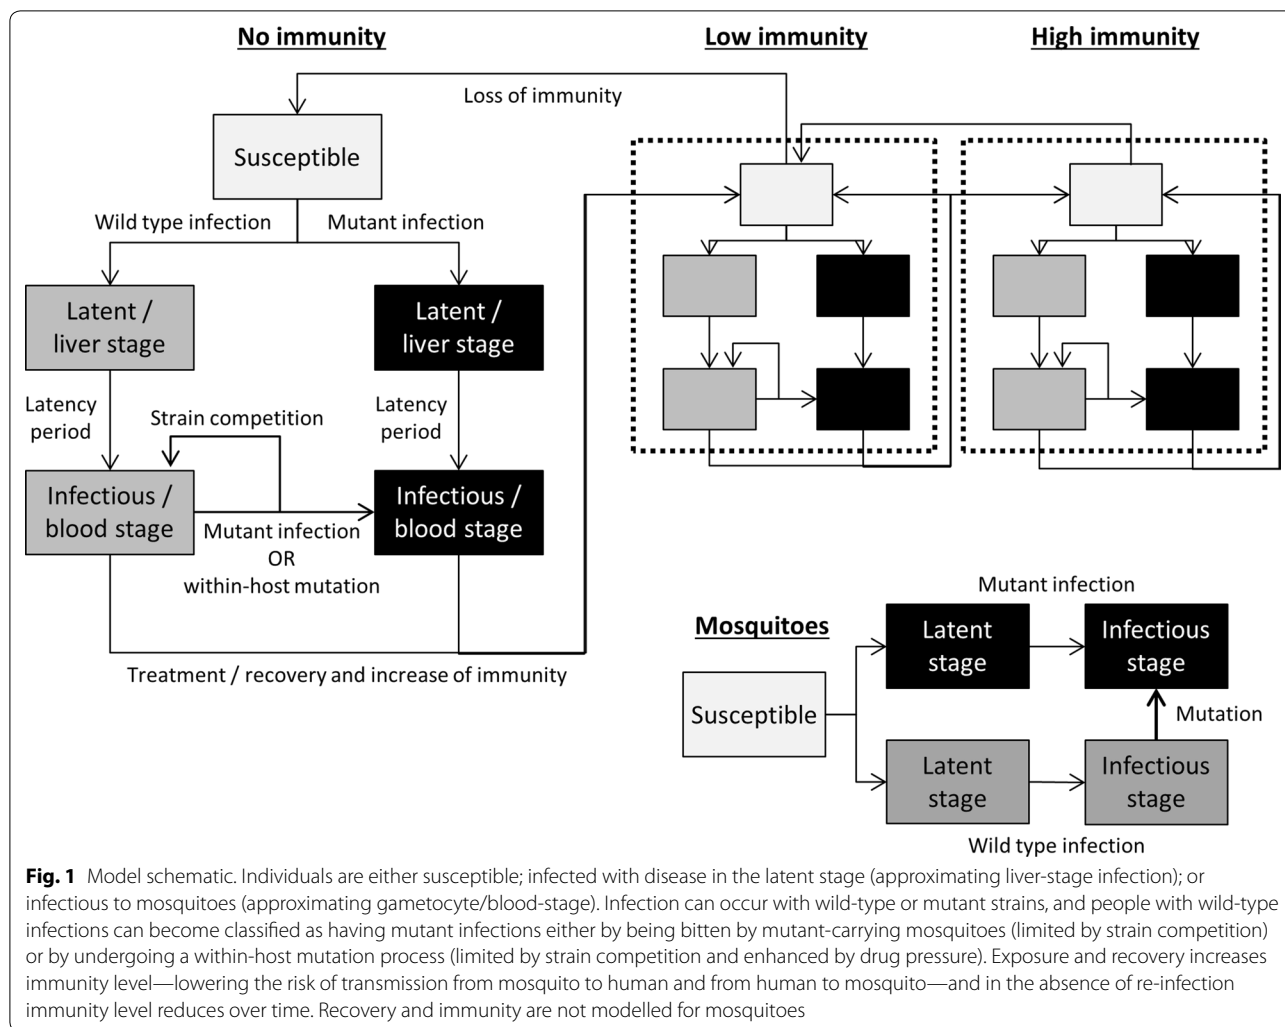 No immunity
Low immunity
High immunity
Loss of immunity
Susceptible
Wild type infection
Mutant infection
Latent /
liver stage
Latent /
liver stage
Latency
period
Strain competition
Latency
period
Infectious /
blood stage
Infectious /
blood stage
Mutant infection
OR
within-host mutation
Treatment / recovery and increase of immunity
Mosquitoes
Mutant infection
Latent
stage
Infectious
stage
Susceptible
Mutation
Latent
stage
Infectious
stage
Wild type infection
Fig. 1 Model schematic. Individuals are either susceptible; infected with disease in the latent stage (approximating liver-stage infection); or
infectious to mosquitoes (approximating gametocyte/blood-stage). Infection can occur with wild-type or mutant strains, and people with wild-type
infections can become classified as having mutant infections either by being bitten by mutant-carrying mosquitoes (limited by strain competition)
or by undergoing a within-host mutation process (limited by strain competition and enhanced by drug pressure). Exposure and recovery increases
immunity level—lowering the risk of transmission from mosquito to human and from human to mosquito—and in the absence of re-infection
immunity level reduces over time. Recovery and immunity are not modelled for mosquitoes